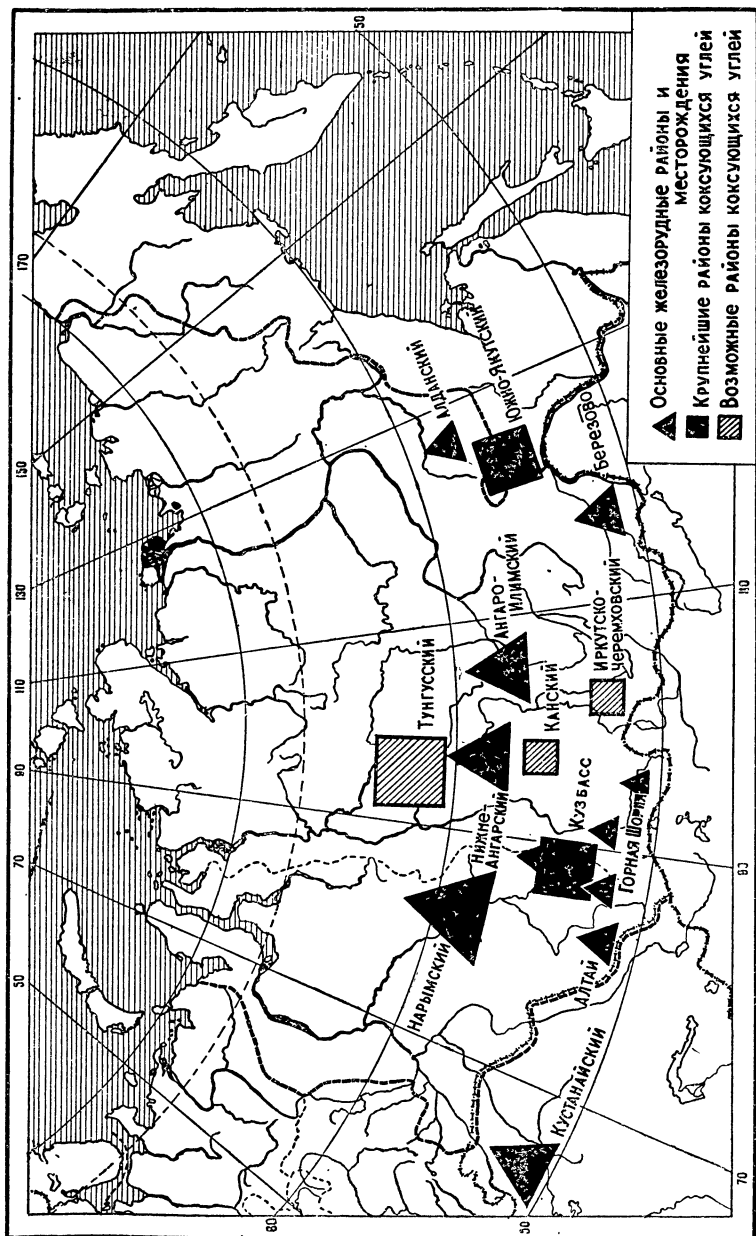 Основные железорудные районы и
месторождения
Крупнейшие районы коксующихся углей
Возможные районы коксующихся углей
Нарымский
Нижне-
Ангарский
Тунгусский
Ангаро-
Илимский
Алданский
Южно-Якутский
Канский
Кузбасс
Горная Шория
Иркутско-
Черемховский
Березово
Алтай
Кустанайский
50
70
90
110
130
150
170
50
60
50
70
110